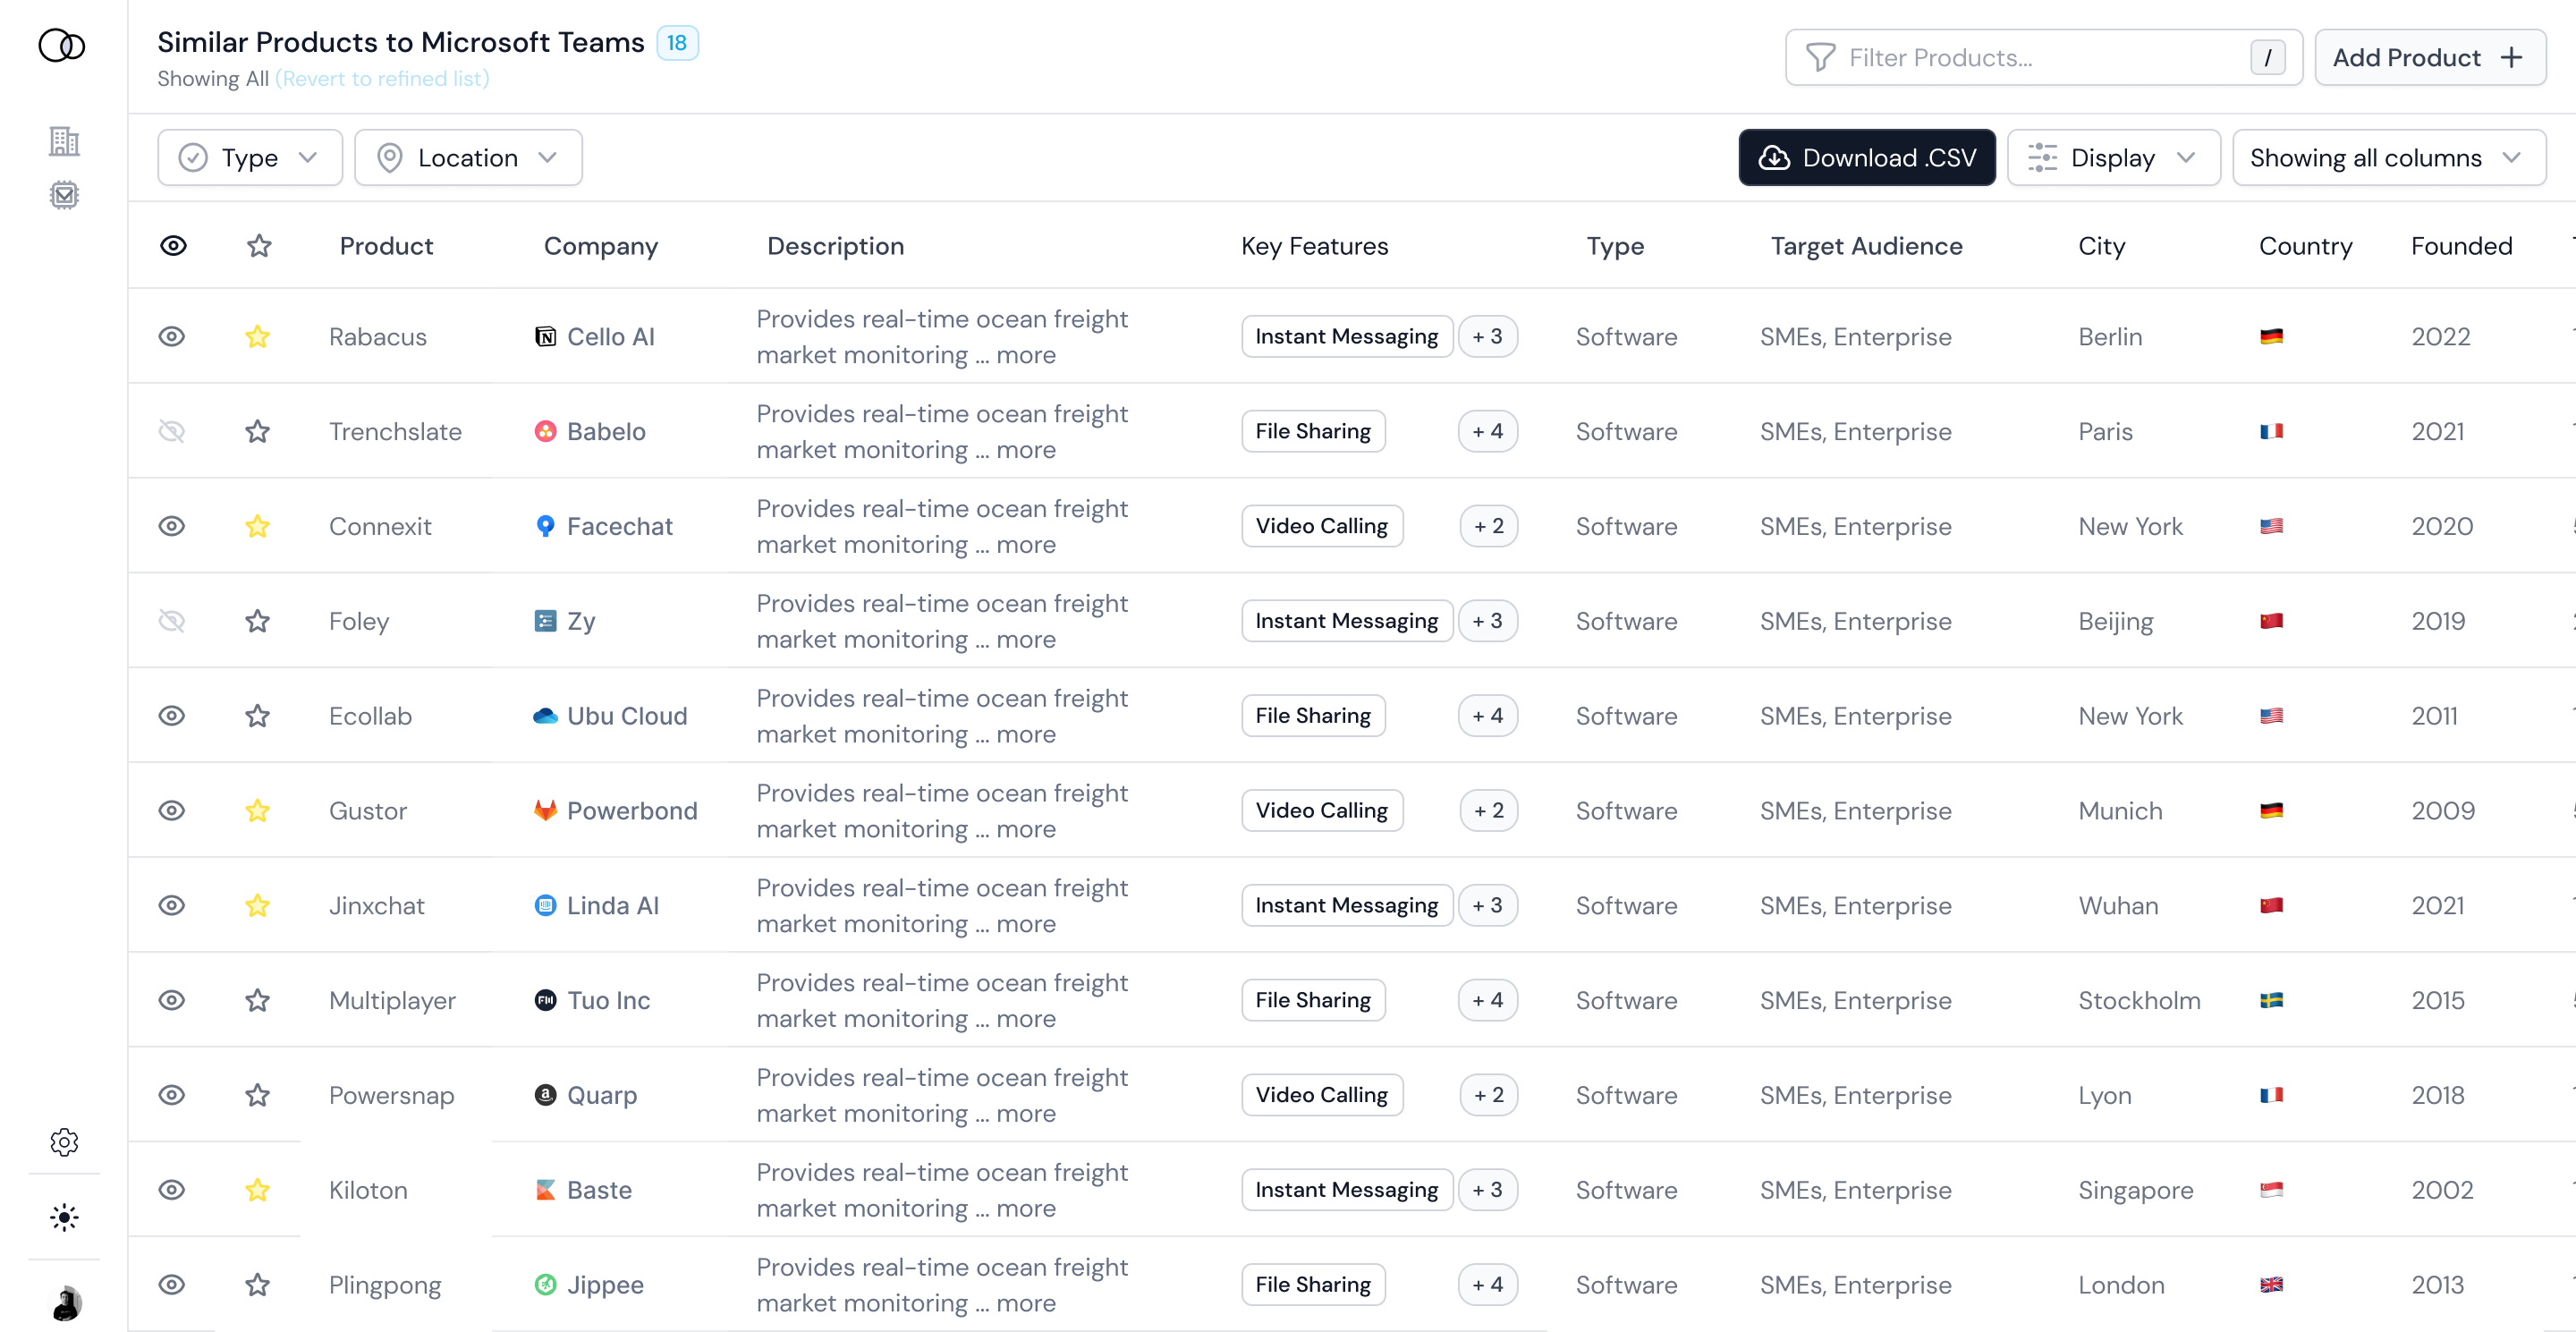 Similar Products to Microsoft Teams 18
Showing All (Revert to refined list)
Filter Products... /
Add Product
Type
Location
Download .CSV
Display
Showing all columns
Product Company Description Key Features Type Target Audience City Country Founded
Rabacus Cello AI Provides real-time ocean freight
market monitoring ... more
Instant Messaging + 3 Software SMEs, Enterprise Berlin 2022
Trenchslate Babelo Provides real-time ocean freight
market monitoring ... more
File Sharing + 4 Software SMEs, Enterprise Paris 2021
Connexit Facechat Provides real-time ocean freight
market monitoring ... more
Video Calling + 2 Software SMEs, Enterprise New York 2020
Foley Zy Provides real-time ocean freight
market monitoring ... more
Instant Messaging + 3 Software SMEs, Enterprise Beijing 2019
Ecollab Ubu Cloud Provides real-time ocean freight
market monitoring ... more
File Sharing + 4 Software SMEs, Enterprise New York 2011
Gustor Powerbond Provides real-time ocean freight
market monitoring ... more
Video Calling + 2 Software SMEs, Enterprise Munich 2009
Jinxchat Linda AI Provides real-time ocean freight
market monitoring ... more
Instant Messaging + 3 Software SMEs, Enterprise Wuhan 2021
Multiplayer Tuo Inc Provides real-time ocean freight
market monitoring ... more
File Sharing + 4 Software SMEs, Enterprise Stockholm 2015
Powersnap Quarp Provides real-time ocean freight
market monitoring ... more
Video Calling + 2 Software SMEs, Enterprise Lyon 2018
Kiloton Baste Provides real-time ocean freight
market monitoring ... more
Instant Messaging + 3 Software SMEs, Enterprise Singapore 2002
Plingpong Jippee Provides real-time ocean freight
market monitoring ... more
File Sharing + 4 Software SMEs, Enterprise London 2013